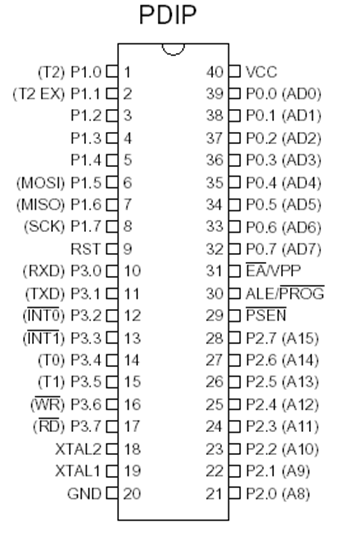 PDIP
(T2) P1.0 1 40 VCC
(T2 EX) P1.1 2 39 P0.0 (AD0)
P1.2 3 38 P0.1 (AD1)
P1.3 4 37 P0.2 (AD2)
P1.4 5 36 P0.3 (AD3)
(MOSI) P1.5 6 35 P0.4 (AD4)
(MISO) P1.6 7 34 P0.5 (AD5)
(SCK) P1.7 8 33 P0.6 (AD6)
RST 9 32 P0.7 (AD7)
(RXD) P3.0 10 31 E̅A̅/VPP
(TXD) P3.1 11 30 ALE/P̅R̅O̅G̅
(I̅N̅T̅0̅) P3.2 12 29 P̅S̅E̅N̅
(I̅N̅T̅1̅) P3.3 13 28 P2.7 (A15)
(T0) P3.4 14 27 P2.6 (A14)
(T1) P3.5 15 26 P2.5 (A13)
(W̅R̅) P3.6 16 25 P2.4 (A12)
(R̅D̅) P3.7 17 24 P2.3 (A11)
XTAL2 18 23 P2.2 (A10)
XTAL1 19 22 P2.1 (A9)
GND 20 21 P2.0 (A8)